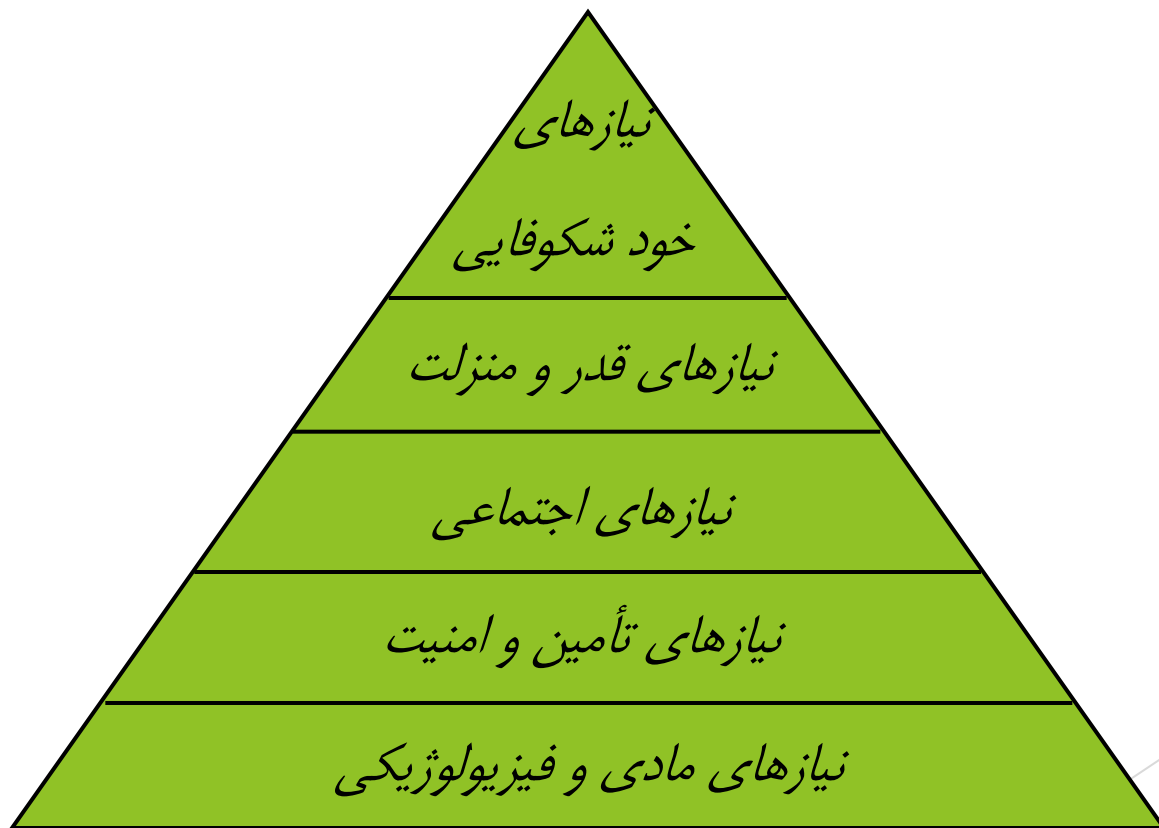 نیازهای
خود شکوفایی
نیازهای قدر و منزلت
نیازهای اجتماعی
نیازهای تأمین و امنیت
نیازهای مادی و فیزیولوژیکی